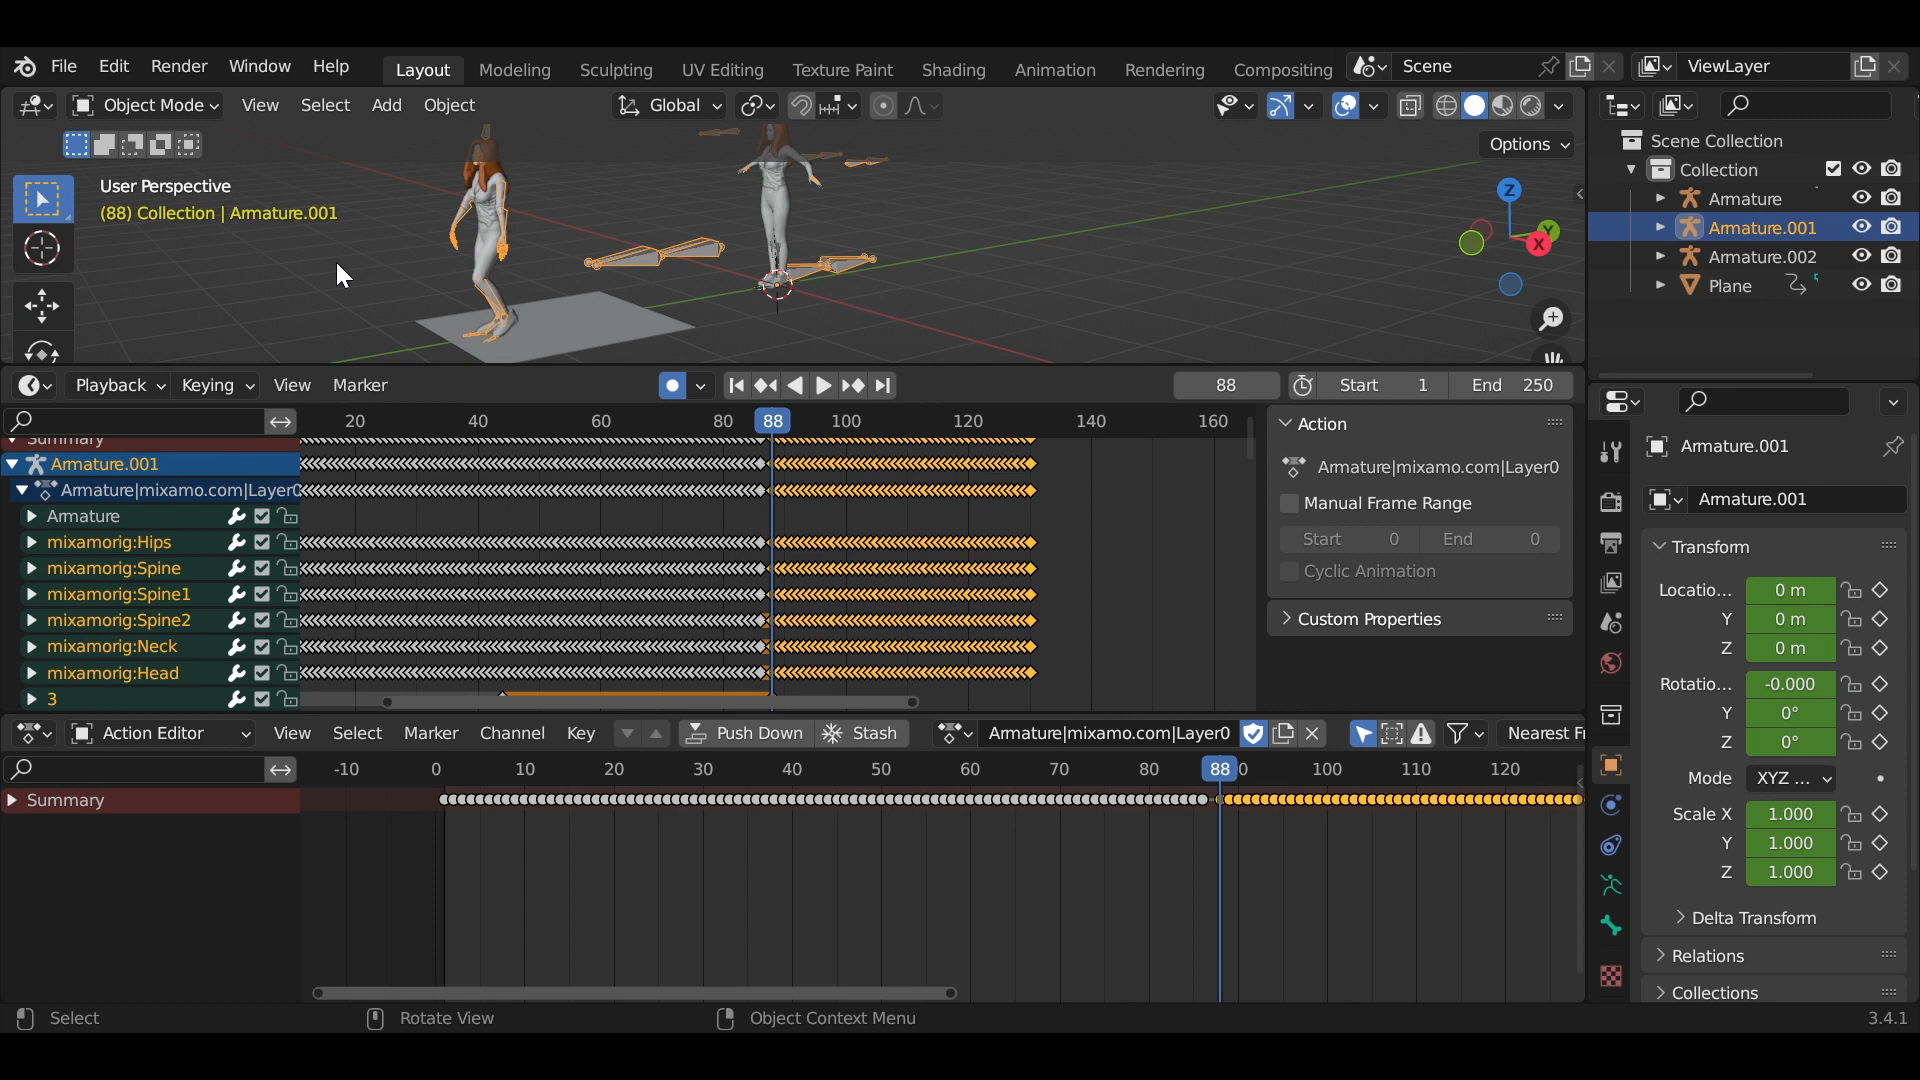 File Edit Render Window Help Layout Modeling Sculpting UV Editing Texture Paint Shading Animation Rendering Compositing Scene ViewLayer
Object Mode View Select Add Object Global
Options
User Perspective
(88) Collection | Armature.001
Z
Y
X
Scene Collection
Collection
Armature
Armature.001
Armature.002
Plane
Playback Keying View Marker 88 Start 1 End 250
20 40 60 80 88 100 120 140 160
Summary
Armature.001
Armature|mixamo.com|Layer0
Armature
mixamorig:Hips
mixamorig:Spine
mixamorig:Spine1
mixamorig:Spine2
mixamorig:Neck
mixamorig:Head
3
Action
Armature|mixamo.com|Layer0
Manual Frame Range
Start 0 End 0
Cyclic Animation
Custom Properties
Action Editor View Select Marker Channel Key Push Down Stash Armature|mixamo.com|Layer0 Nearest Fr
-10 0 10 20 30 40 50 60 70 80 88 0 100 110 120
Summary
Armature.001
Armature.001
Transform
Locatio... 0 m
Y 0 m
Z 0 m
Rotatio... -0.000
Y 0°
Z 0°
Mode XYZ ...
Scale X 1.000
Y 1.000
Z 1.000
Delta Transform
Relations
Collections
Select Rotate View Object Context Menu 3.4.1